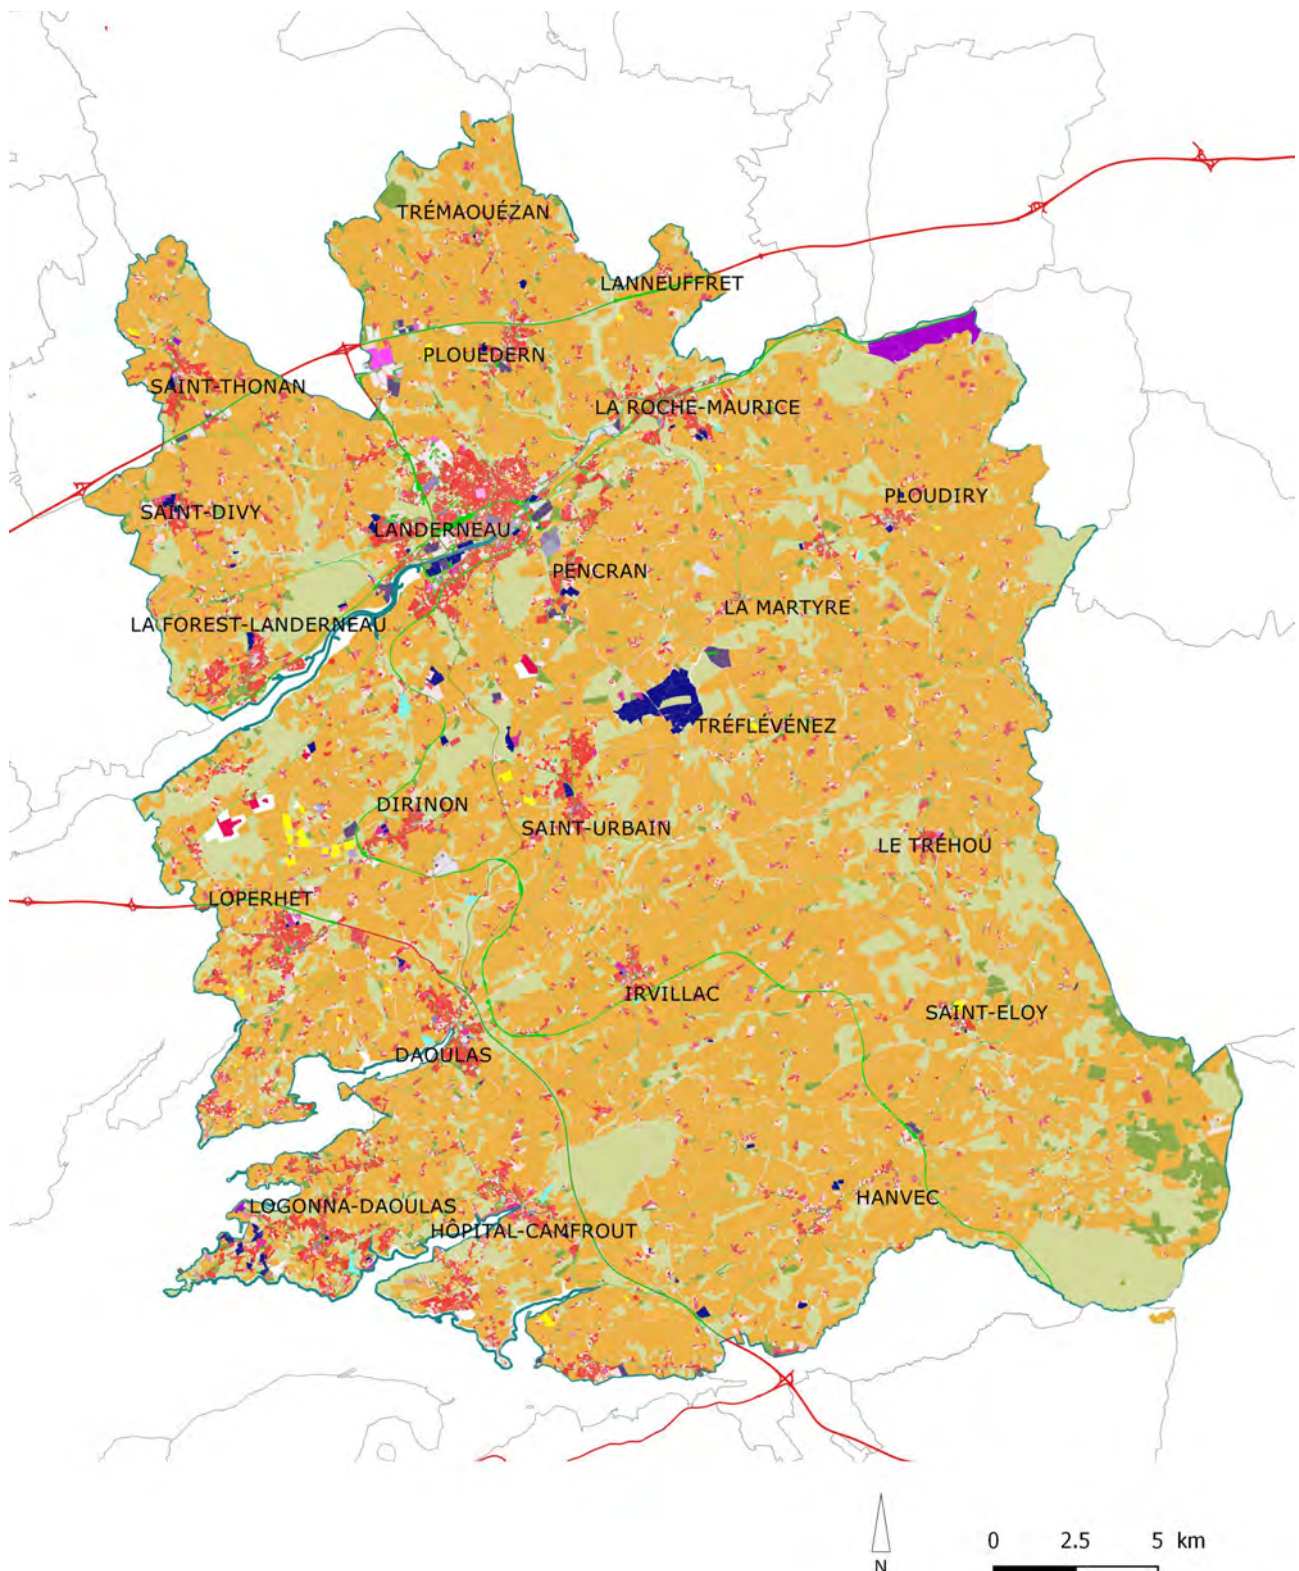 TRÉMAOUÉZAN
LANNEUFFRET
PLOUÉDERN
SAINT-THONAN
LA ROCHE-MAURICE
PLOUDIRY
SAINT-DIVY
LANDERNEAU
PENCRAN
LA MARTYRE
LA FOREST-LANDERNEAU
TRÉFLÉVÉNEZ
DIRINON
SAINT-URBAIN
LE TRÉHOU
LOPERHET
IRVILLAC
SAINT-ELOY
DAOULAS
HANVEC
LOGONNA-DAOULAS
HÔPITAL-CAMFROUT
0 2.5 5 km
N